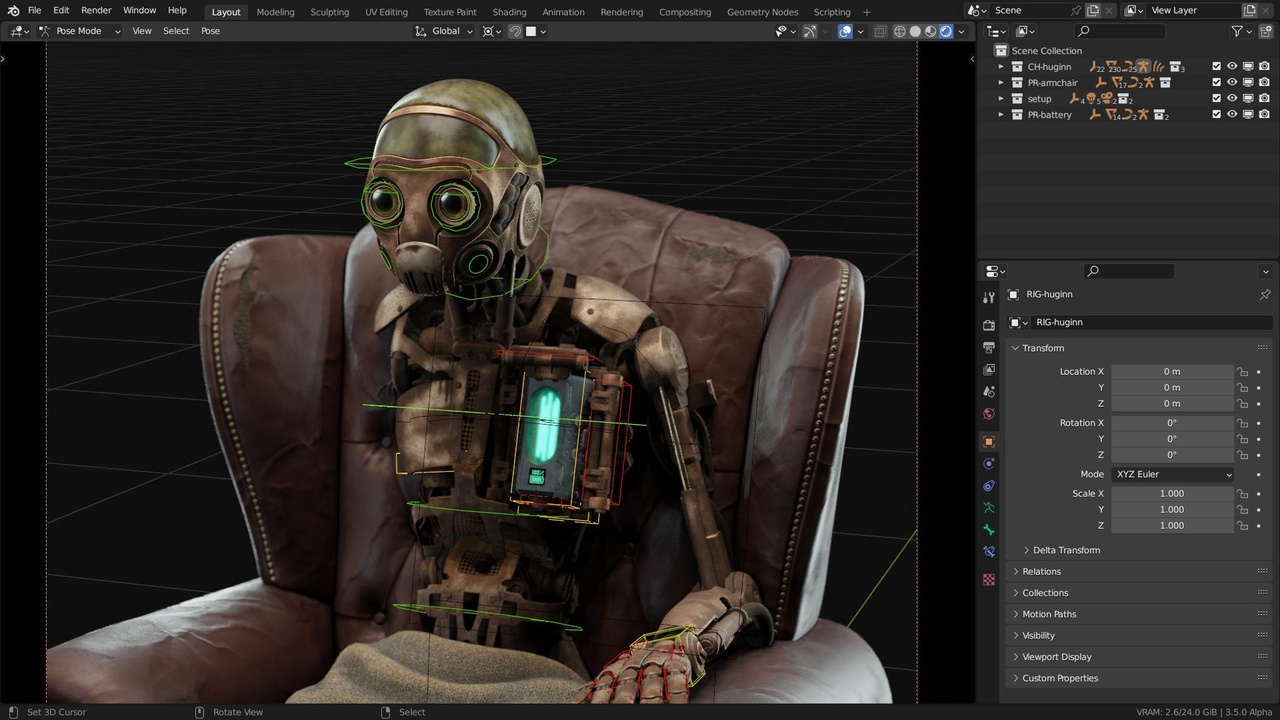 File Edit Render Window Help Layout Modeling Sculpting UV Editing Texture Paint Shading Animation Rendering Compositing Geometry Nodes Scripting + Scene View Layer
Pose Mode View Select Pose Global
Scene Collection
CH-huginn 22 230 25 3
PR-armchair 17 2
setup 4 5 2 2
PR-battery 14 2 2
RIG-huginn
RIG-huginn
Transform
Location X 0 m
Y 0 m
Z 0 m
Rotation X 0°
Y 0°
Z 0°
Mode XYZ Euler
Scale X 1.000
Y 1.000
Z 1.000
Delta Transform
Relations
Collections
Motion Paths
Visibility
Viewport Display
Custom Properties
Set 3D Cursor Rotate View Select VRAM: 2.6/24.0 GiB | 3.5.0 Alpha